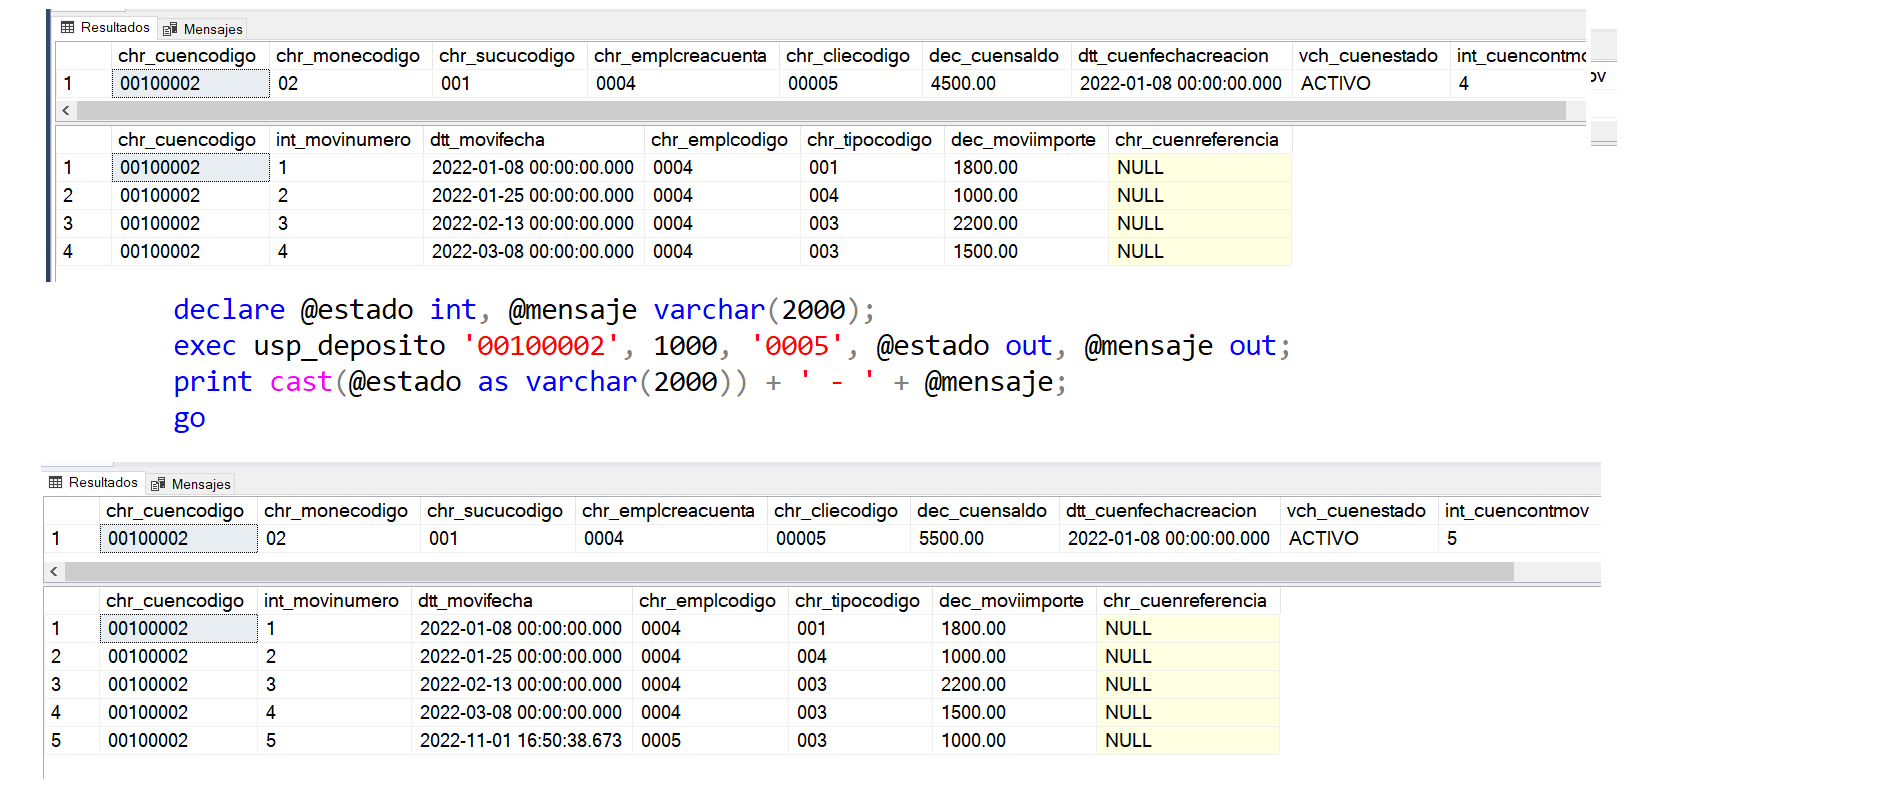 Resultados Mensajes
chr_cuencodigo chr_monecodigo chr_sucucodigo chr_emplcreacuenta chr_cliecodigo dec_cuensaldo dtt_cuenfechacreacion vch_cuenestado int_cuencontmo
ov
1 00100002 02 001 0004 00005 4500.00 2022-01-08 00:00:00.000 ACTIVO 4
chr_cuencodigo int_movinumero dtt_movifecha chr_emplcodigo chr_tipocodigo dec_moviimporte chr_cuenreferencia
1 00100002 1 2022-01-08 00:00:00.000 0004 001 1800.00 NULL
2 00100002 2 2022-01-25 00:00:00.000 0004 004 1000.00 NULL
3 00100002 3 2022-02-13 00:00:00.000 0004 003 2200.00 NULL
4 00100002 4 2022-03-08 00:00:00.000 0004 003 1500.00 NULL
declare @estado int, @mensaje varchar(2000);
exec usp_deposito '00100002', 1000, '0005', @estado out, @mensaje out;
print cast(@estado as varchar(2000)) + ' - ' + @mensaje;
go
Resultados Mensajes
chr_cuencodigo chr_monecodigo chr_sucucodigo chr_emplcreacuenta chr_cliecodigo dec_cuensaldo dtt_cuenfechacreacion vch_cuenestado int_cuencontmov
1 00100002 02 001 0004 00005 5500.00 2022-01-08 00:00:00.000 ACTIVO 5
chr_cuencodigo int_movinumero dtt_movifecha chr_emplcodigo chr_tipocodigo dec_moviimporte chr_cuenreferencia
1 00100002 1 2022-01-08 00:00:00.000 0004 001 1800.00 NULL
2 00100002 2 2022-01-25 00:00:00.000 0004 004 1000.00 NULL
3 00100002 3 2022-02-13 00:00:00.000 0004 003 2200.00 NULL
4 00100002 4 2022-03-08 00:00:00.000 0004 003 1500.00 NULL
5 00100002 5 2022-11-01 16:50:38.673 0005 003 1000.00 NULL